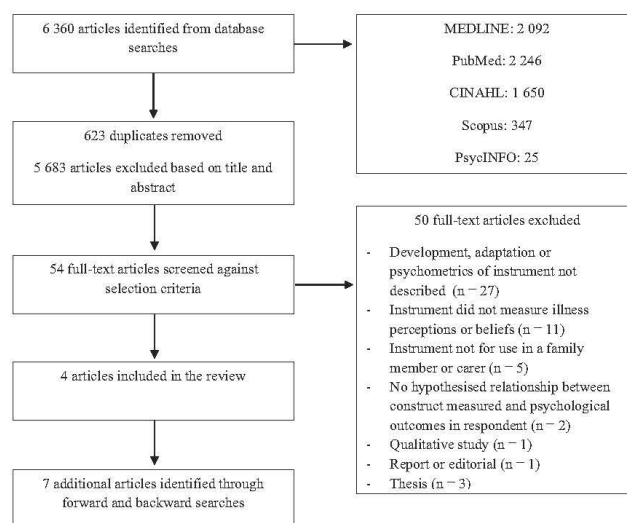 6 360 articles identified from database
searches
MEDLINE: 2 092
PubMed: 2 246
CINAHL: 1 650
Scopus: 347
PsycINFO: 25
623 duplicates removed
5 683 articles excluded based on title and
abstract
54 full-text articles screened against
selection criteria
50 full-text articles excluded
- Development, adaptation or
psychometrics of instrument not
described (n = 27)
- Instrument did not measure illness
perceptions or beliefs (n = 11)
- Instrument not for use in a family
member or carer (n = 5)
- No hypothesised relationship between
construct measured and psychological
outcomes in respondent (n = 2)
- Qualitative study (n = 1)
- Report or editorial (n = 1)
- Thesis (n = 3)
4 articles included in the review
7 additional articles identified through
forward and backward searches